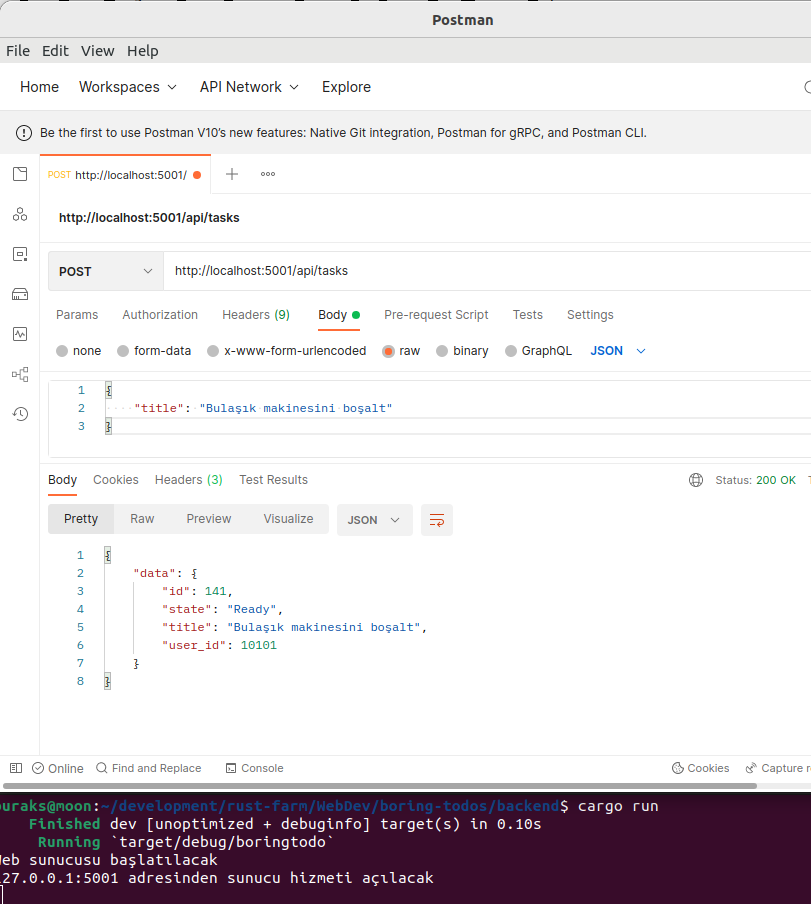 Postman
File Edit View Help
Home Workspaces API Network Explore
Be the first to use Postman V10's new features: Native Git integration, Postman for gRPC, and Postman CLI.
POST http://localhost:5001/
http://localhost:5001/api/tasks
POST http://localhost:5001/api/tasks
Params Authorization Headers (9) Body Pre-request Script Tests Settings
none form-data x-www-form-urlencoded raw binary GraphQL JSON
1 {
2 "title": "Bulaşık makinesini boşalt"
3 }
Body Cookies Headers (3) Test Results Status: 200 OK
Pretty Raw Preview Visualize JSON
1 {
2 "data": {
3 "id": 141,
4 "state": "Ready",
5 "title": "Bulaşık makinesini boşalt",
6 "user_id": 10101
7 }
8 }
Online Find and Replace Console Cookies Capture
uraks@moon:~/development/rust-farm/WebDev/boring-todos/backend$ cargo run
Finished dev [unoptimized + debuginfo] target(s) in 0.10s
Running `target/debug/boringtodo`
eb sunucusu başlatılacak
27.0.0.1:5001 adresinden sunucu hizmeti açılacak